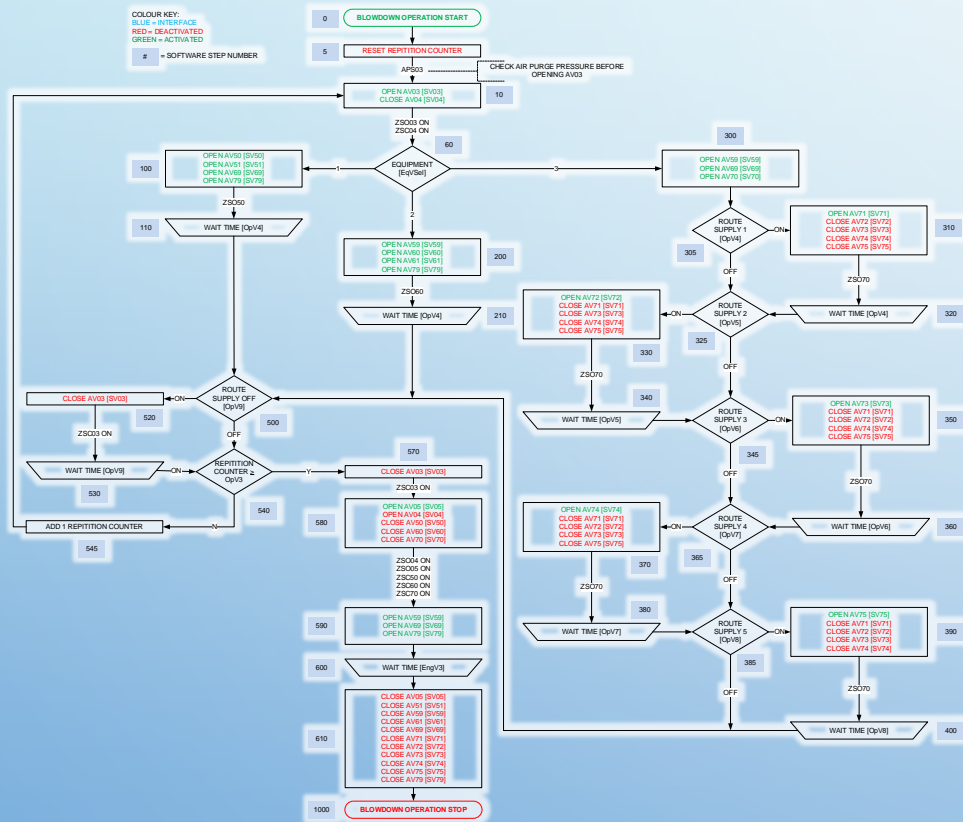 COLOUR KEY:
BLUE = INTERFACE
RED = DEACTIVATED
GREEN = ACTIVATED
# = SOFTWARE STEP NUMBER
0
BLOWDOWN OPERATION START
5
RESET REPITITION COUNTER
APS03
CHECK AIR PURGE PRESSURE BEFORE
OPENING AV03
OPEN AV03 [SV03]
CLOSE AV04 [SV04]
10
ZSO03 ON
ZSC04 ON
60
EQUIPMENT
[EqVSel]
1
2
3
100
OPEN AV50 [SV50]
OPEN AV51 [SV51]
OPEN AV69 [SV69]
OPEN AV79 [SV79]
ZSO50
110
WAIT TIME [OpV4]
OPEN AV59 [SV59]
OPEN AV60 [SV60]
OPEN AV61 [SV61]
OPEN AV79 [SV79]
200
ZSO60
WAIT TIME [OpV4]
210
300
OPEN AV59 [SV59]
OPEN AV69 [SV69]
OPEN AV70 [SV70]
ROUTE
SUPPLY 1
[OpV4]
305
ON
OFF
OPEN AV71 [SV71]
CLOSE AV72 [SV72]
CLOSE AV73 [SV73]
CLOSE AV74 [SV74]
CLOSE AV75 [SV75]
310
ZSO70
WAIT TIME [OpV4]
320
ROUTE
SUPPLY 2
[OpV5]
325
ON
OFF
OPEN AV72 [SV72]
CLOSE AV71 [SV71]
CLOSE AV73 [SV73]
CLOSE AV74 [SV74]
CLOSE AV75 [SV75]
330
ZSO70
340
WAIT TIME [OpV5]
ROUTE
SUPPLY 3
[OpV6]
345
ON
OFF
OPEN AV73 [SV73]
CLOSE AV71 [SV71]
CLOSE AV72 [SV72]
CLOSE AV74 [SV74]
CLOSE AV75 [SV75]
350
ZSO70
WAIT TIME [OpV6]
360
ROUTE
SUPPLY 4
[OpV7]
365
ON
OFF
OPEN AV74 [SV74]
CLOSE AV71 [SV71]
CLOSE AV72 [SV72]
CLOSE AV73 [SV73]
CLOSE AV75 [SV75]
370
ZSO70
380
WAIT TIME [OpV7]
ROUTE
SUPPLY 5
[OpV8]
385
ON
OFF
OPEN AV75 [SV75]
CLOSE AV71 [SV71]
CLOSE AV72 [SV72]
CLOSE AV73 [SV73]
CLOSE AV74 [SV74]
390
ZSO70
WAIT TIME [OpV8]
400
ROUTE
SUPPLY OFF
[OpV9]
500
ON
OFF
CLOSE AV03 [SV03]
520
ZSC03 ON
WAIT TIME [OpV9]
530
ON
REPITITION
COUNTER ≥
OpV3
540
Y
N
ADD 1 REPITITION COUNTER
545
570
CLOSE AV03 [SV03]
ZSC03 ON
580
OPEN AV05 [SV05]
OPEN AV04 [SV04]
CLOSE AV50 [SV50]
CLOSE AV60 [SV60]
CLOSE AV70 [SV70]
ZSO04 ON
ZSO05 ON
ZSC50 ON
ZSC60 ON
ZSC70 ON
590
OPEN AV59 [SV59]
OPEN AV69 [SV69]
OPEN AV79 [SV79]
600
WAIT TIME [EngV3]
610
CLOSE AV05 [SV05]
CLOSE AV51 [SV51]
CLOSE AV59 [SV59]
CLOSE AV61 [SV61]
CLOSE AV69 [SV69]
CLOSE AV71 [SV71]
CLOSE AV72 [SV72]
CLOSE AV73 [SV73]
CLOSE AV74 [SV74]
CLOSE AV75 [SV75]
CLOSE AV79 [SV79]
1000
BLOWDOWN OPERATION STOP